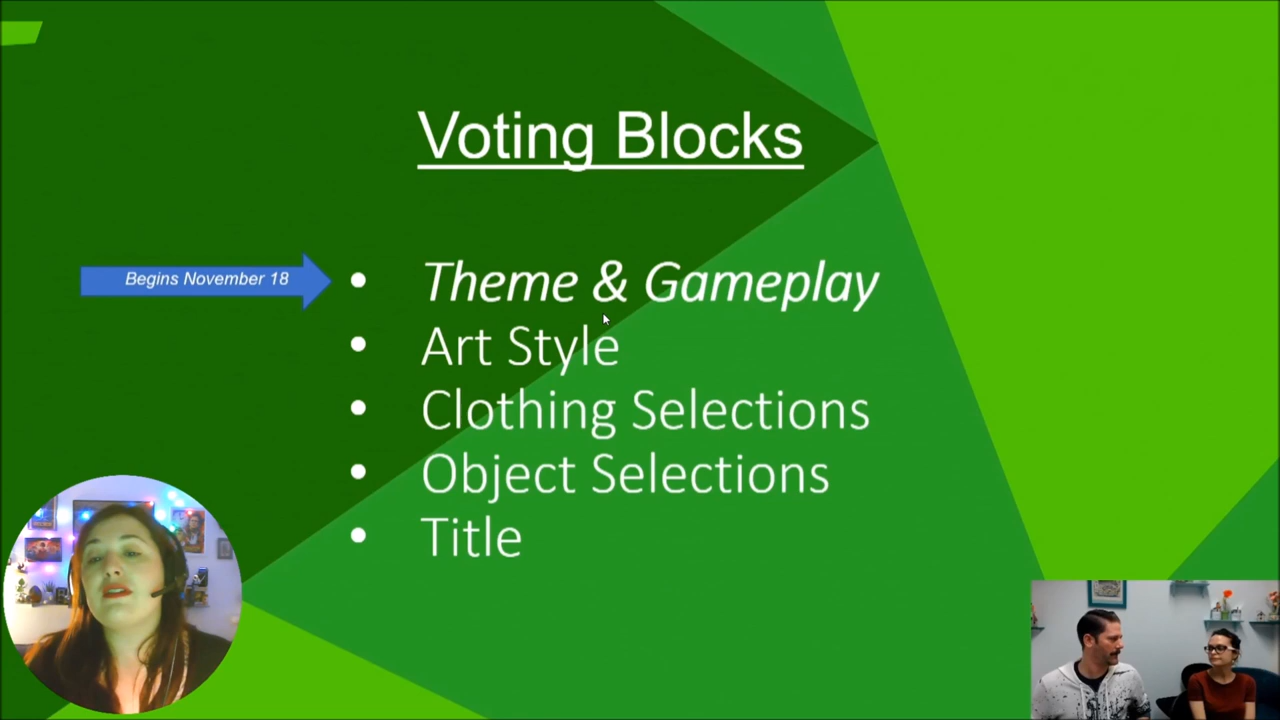 Voting Blocks
Begins November 18
Theme & Gameplay
Art Style
Clothing Selections
Object Selections
Title